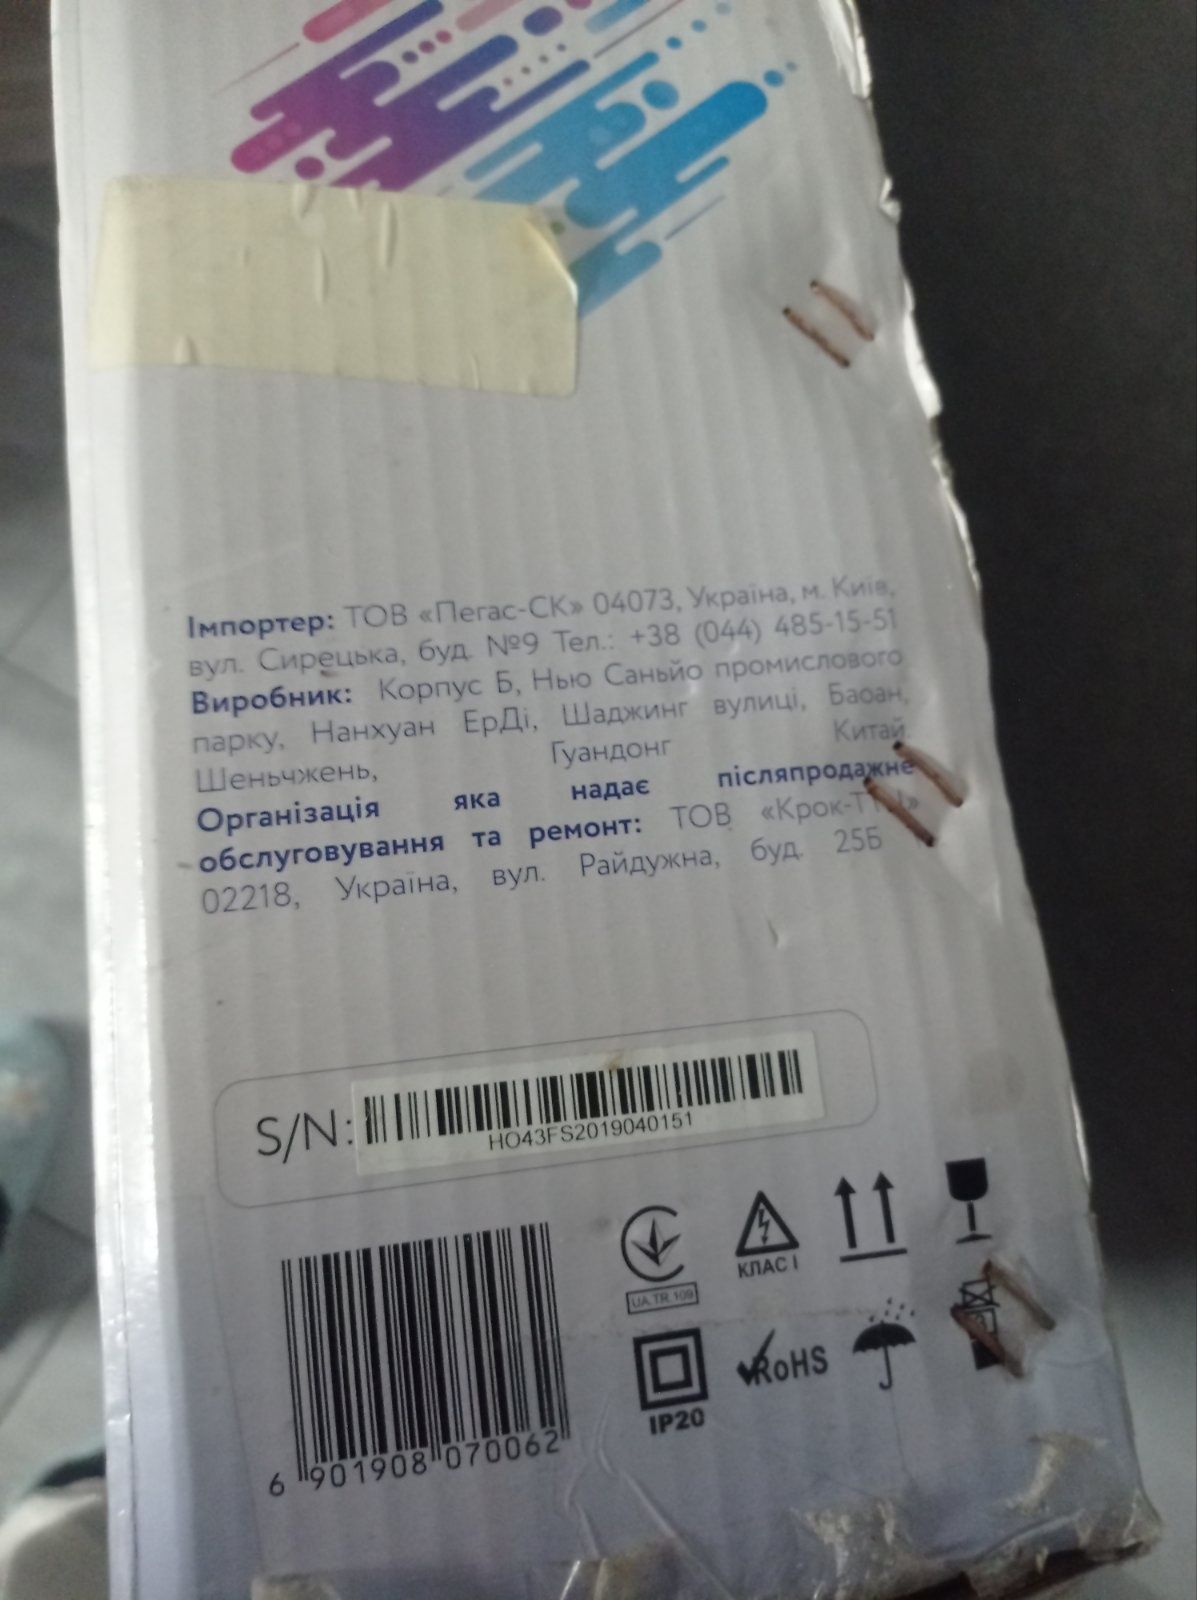 Імпортер: ТОВ «Пегас-СК» 04073, Україна, м. Київ,
вул. Сирецька, буд. №9 Тел.: +38 (044) 485-15-51
Виробник: Корпус Б, Нью Саньйо промислового
парку, Нанхуан ЕрДі, Шаджинг вулиці, Баоан,
Шеньчжень, Гуандонг Китай.
Організація яка надає післяпродажне
обслуговування та ремонт: ТОВ «Крок-ТТЦ»
02218, Україна, вул. Райдужна, буд. 25Б
S/N:
HO43FS2019040151
UA.TR.109
КЛАС I
IP20
RoHS
6 901908 070062